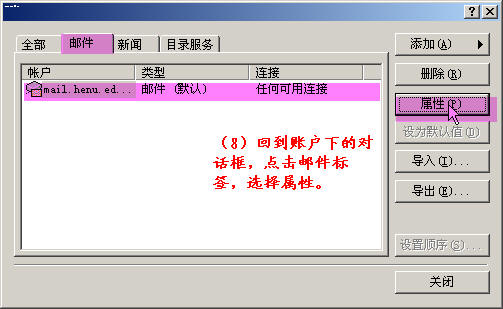 全部 邮件 新闻 目录服务
帐户 类型 连接
mail.henu.ed... 邮件 (默认) 任何可用连接
(8)回到账户下的对
话框，点击邮件标
签，选择属性。
添加(A)
删除(R)
属性(P)
设为默认值(D)
导入(I)...
导出(E)...
设置顺序(S)...
关闭